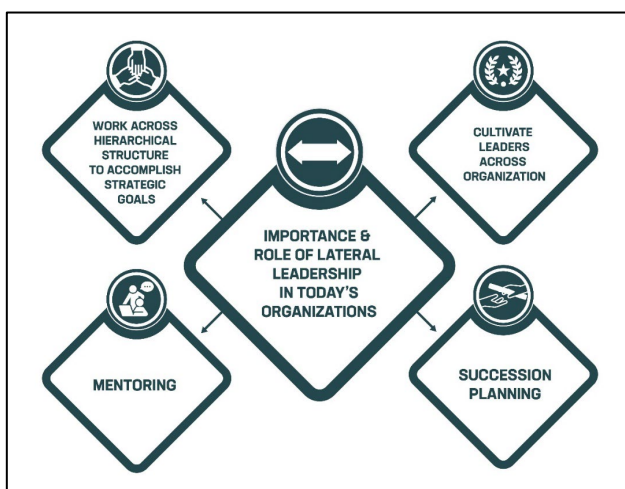 WORK ACROSS
HIERARCHICAL
STRUCTURE
TO ACCOMPLISH
STRATEGIC
GOALS
CULTIVATE
LEADERS
ACROSS
ORGANIZATION
IMPORTANCE &
ROLE OF LATERAL
LEADERSHIP
IN TODAY'S
ORGANIZATIONS
MENTORING
SUCCESSION
PLANNING